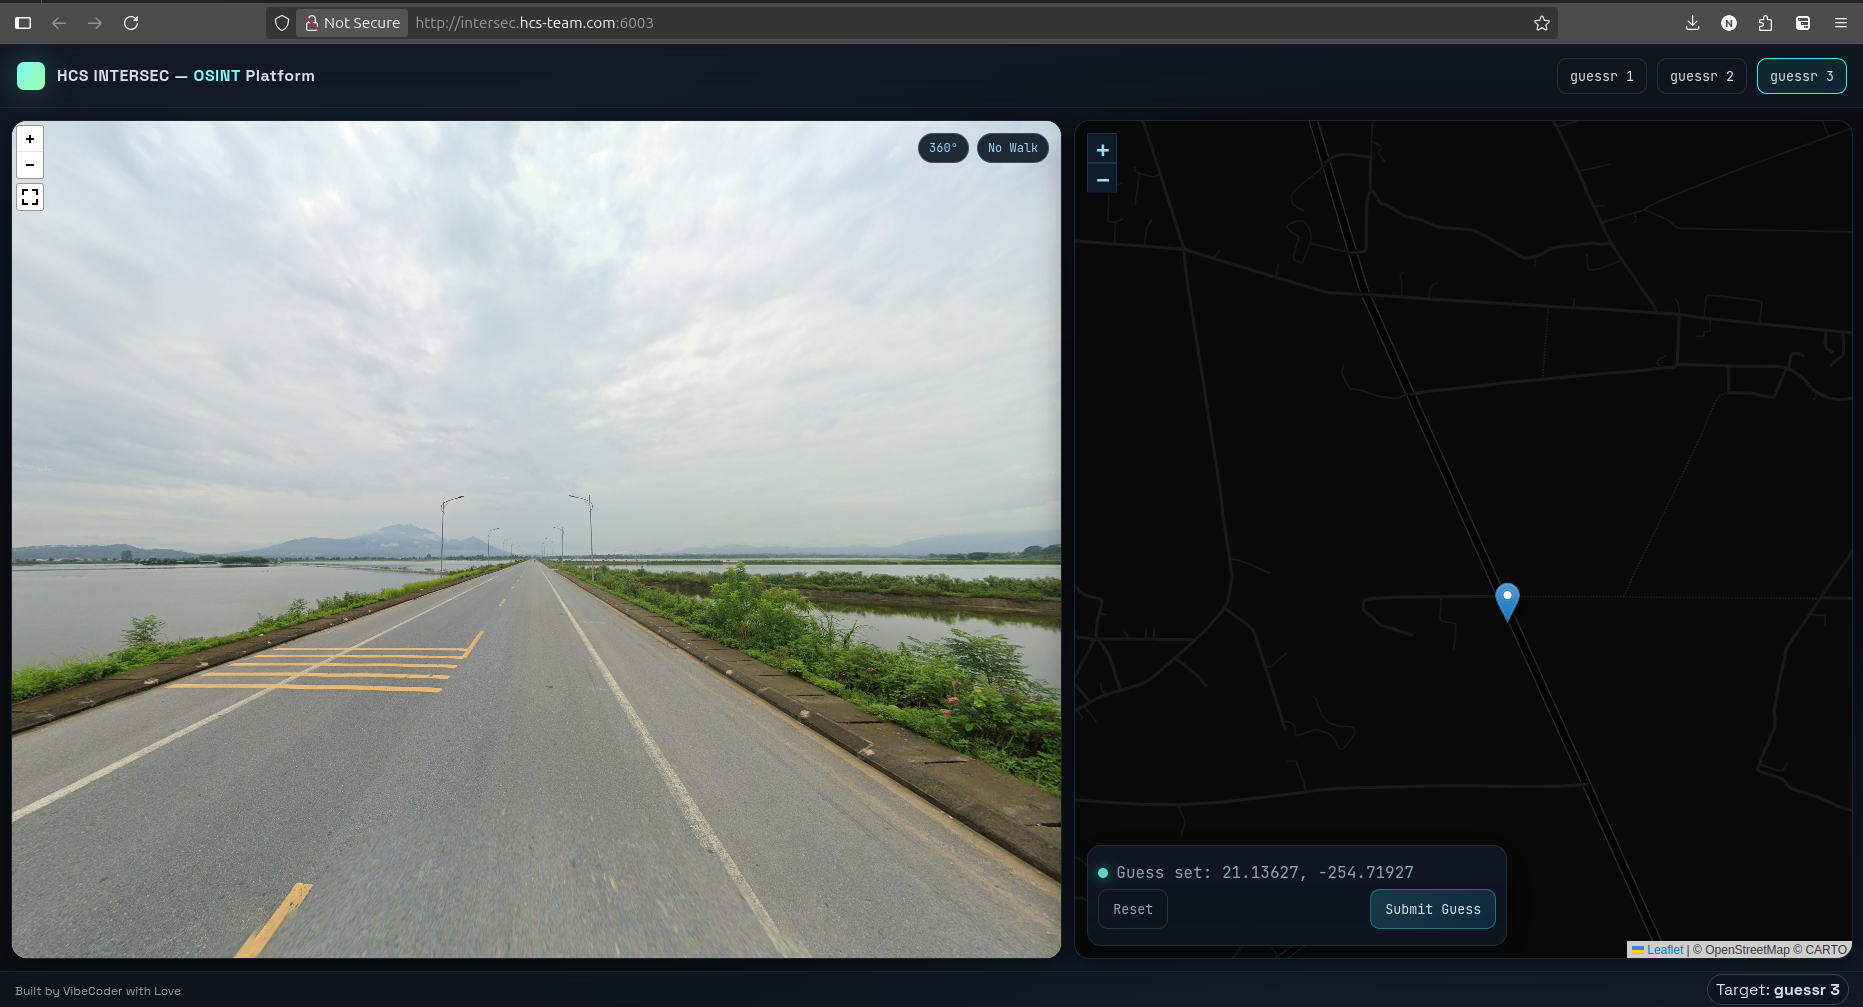 Not Secure http://intersec.hcs-team.com:6003
HCS INTERSEC — OSINT Platform
guessr 1
guessr 2
guessr 3
+
−
360°
No Walk
+
−
Guess set: 21.13627, -254.71927
Reset
Submit Guess
Leaflet | © OpenStreetMap © CARTO
Built by VibeCoder with Love
Target: guessr 3